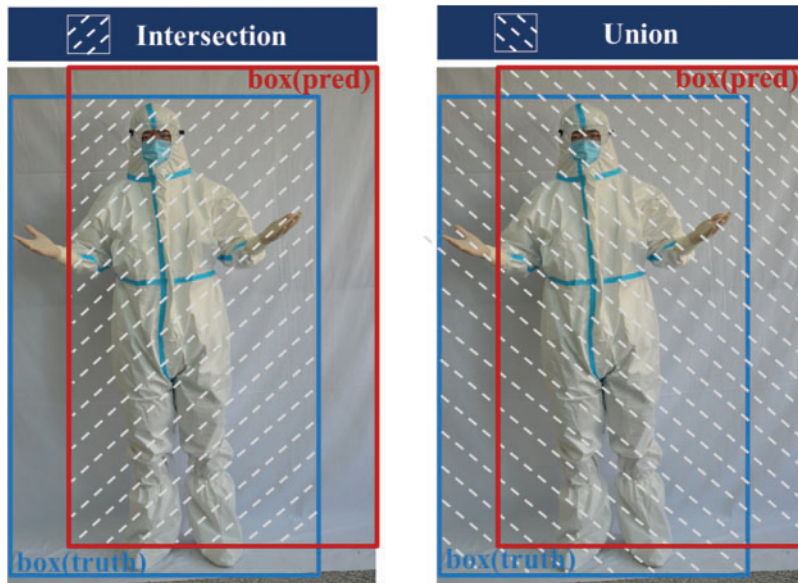 Intersection
Union
box(pred)
box(pred)
box(truth)
box(truth)